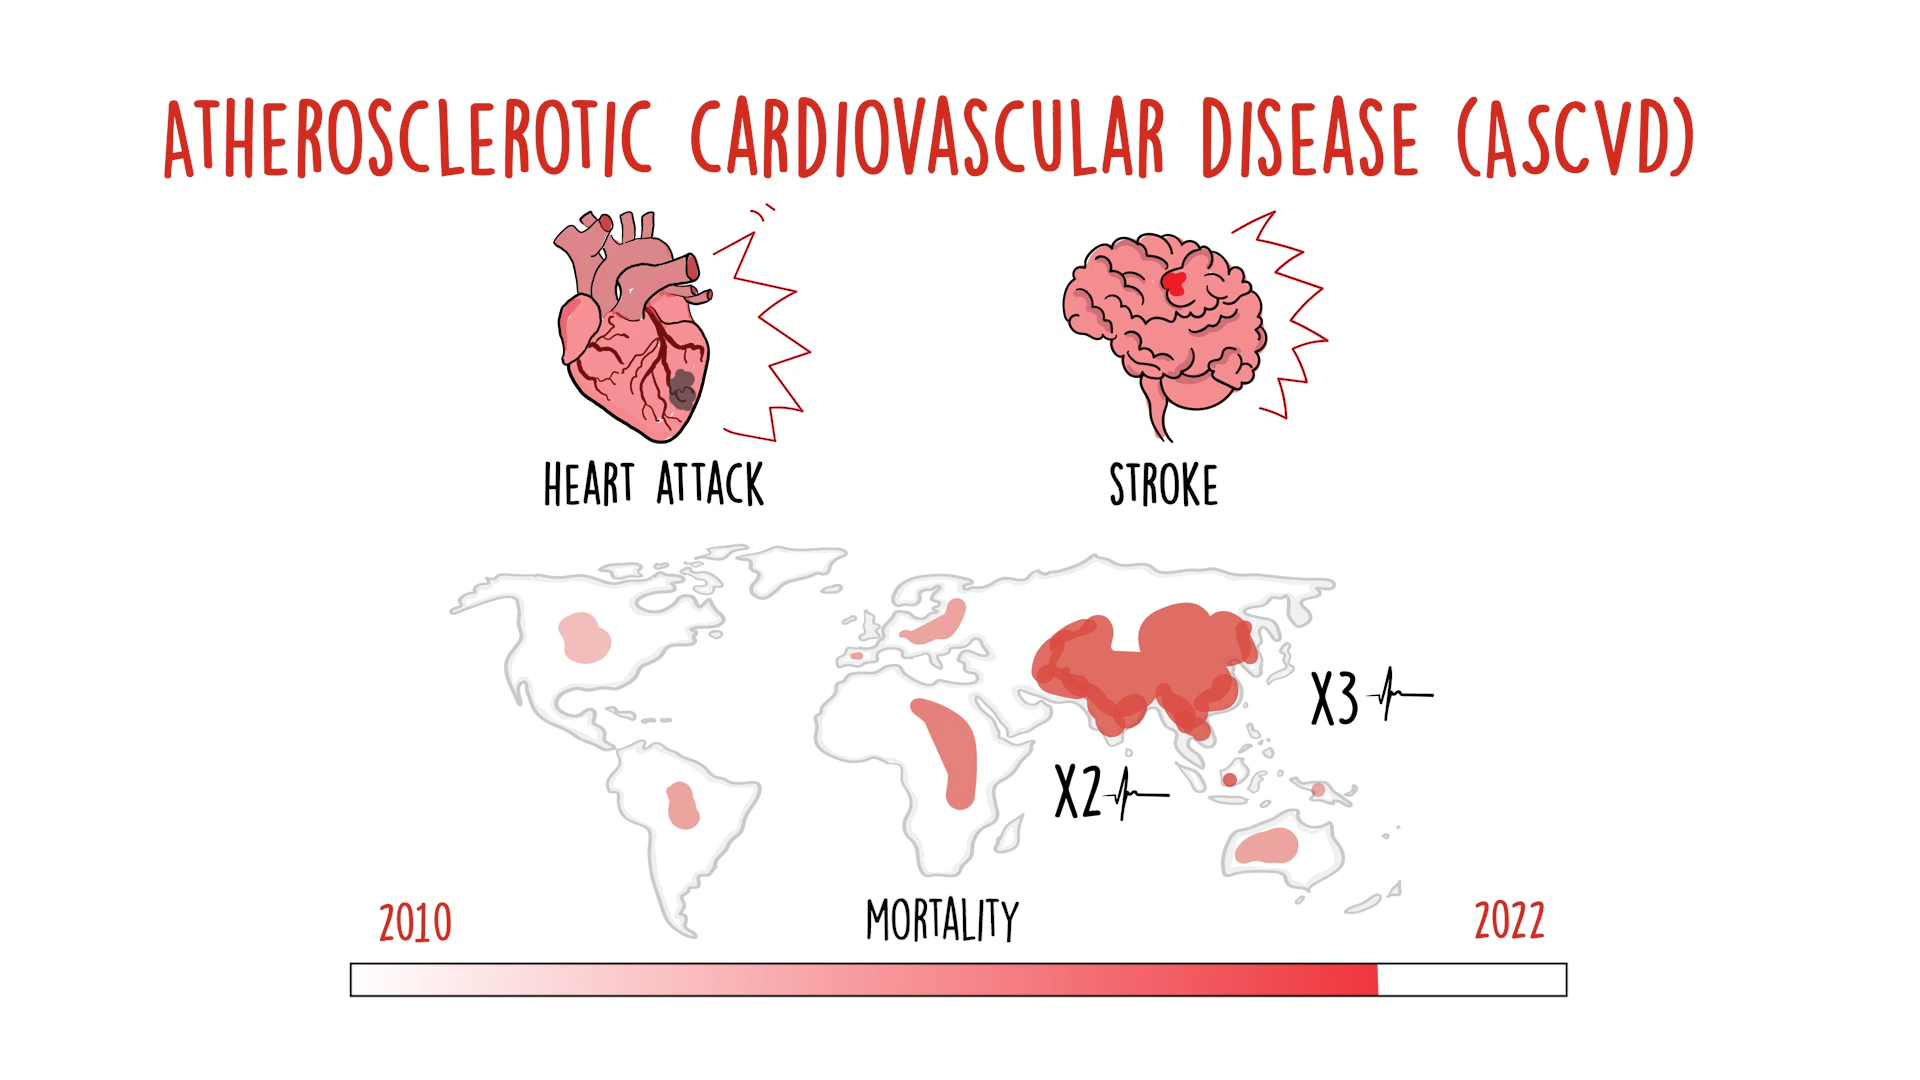 ATHEROSCLEROTIC CARDIOVASCULAR DISEASE (ASCVD)
HEART ATTACK
STROKE
X3
X2
2010
MORTALITY
2022